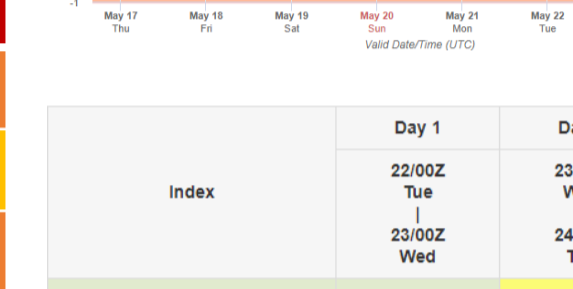 -1
May 17 May 18 May 19 May 20 May 21 May 22
Thu Fri Sat Sun Mon Tue
Valid Date/Time (UTC)
Day 1
Index
22/00Z
Tue
|
23/00Z
Wed